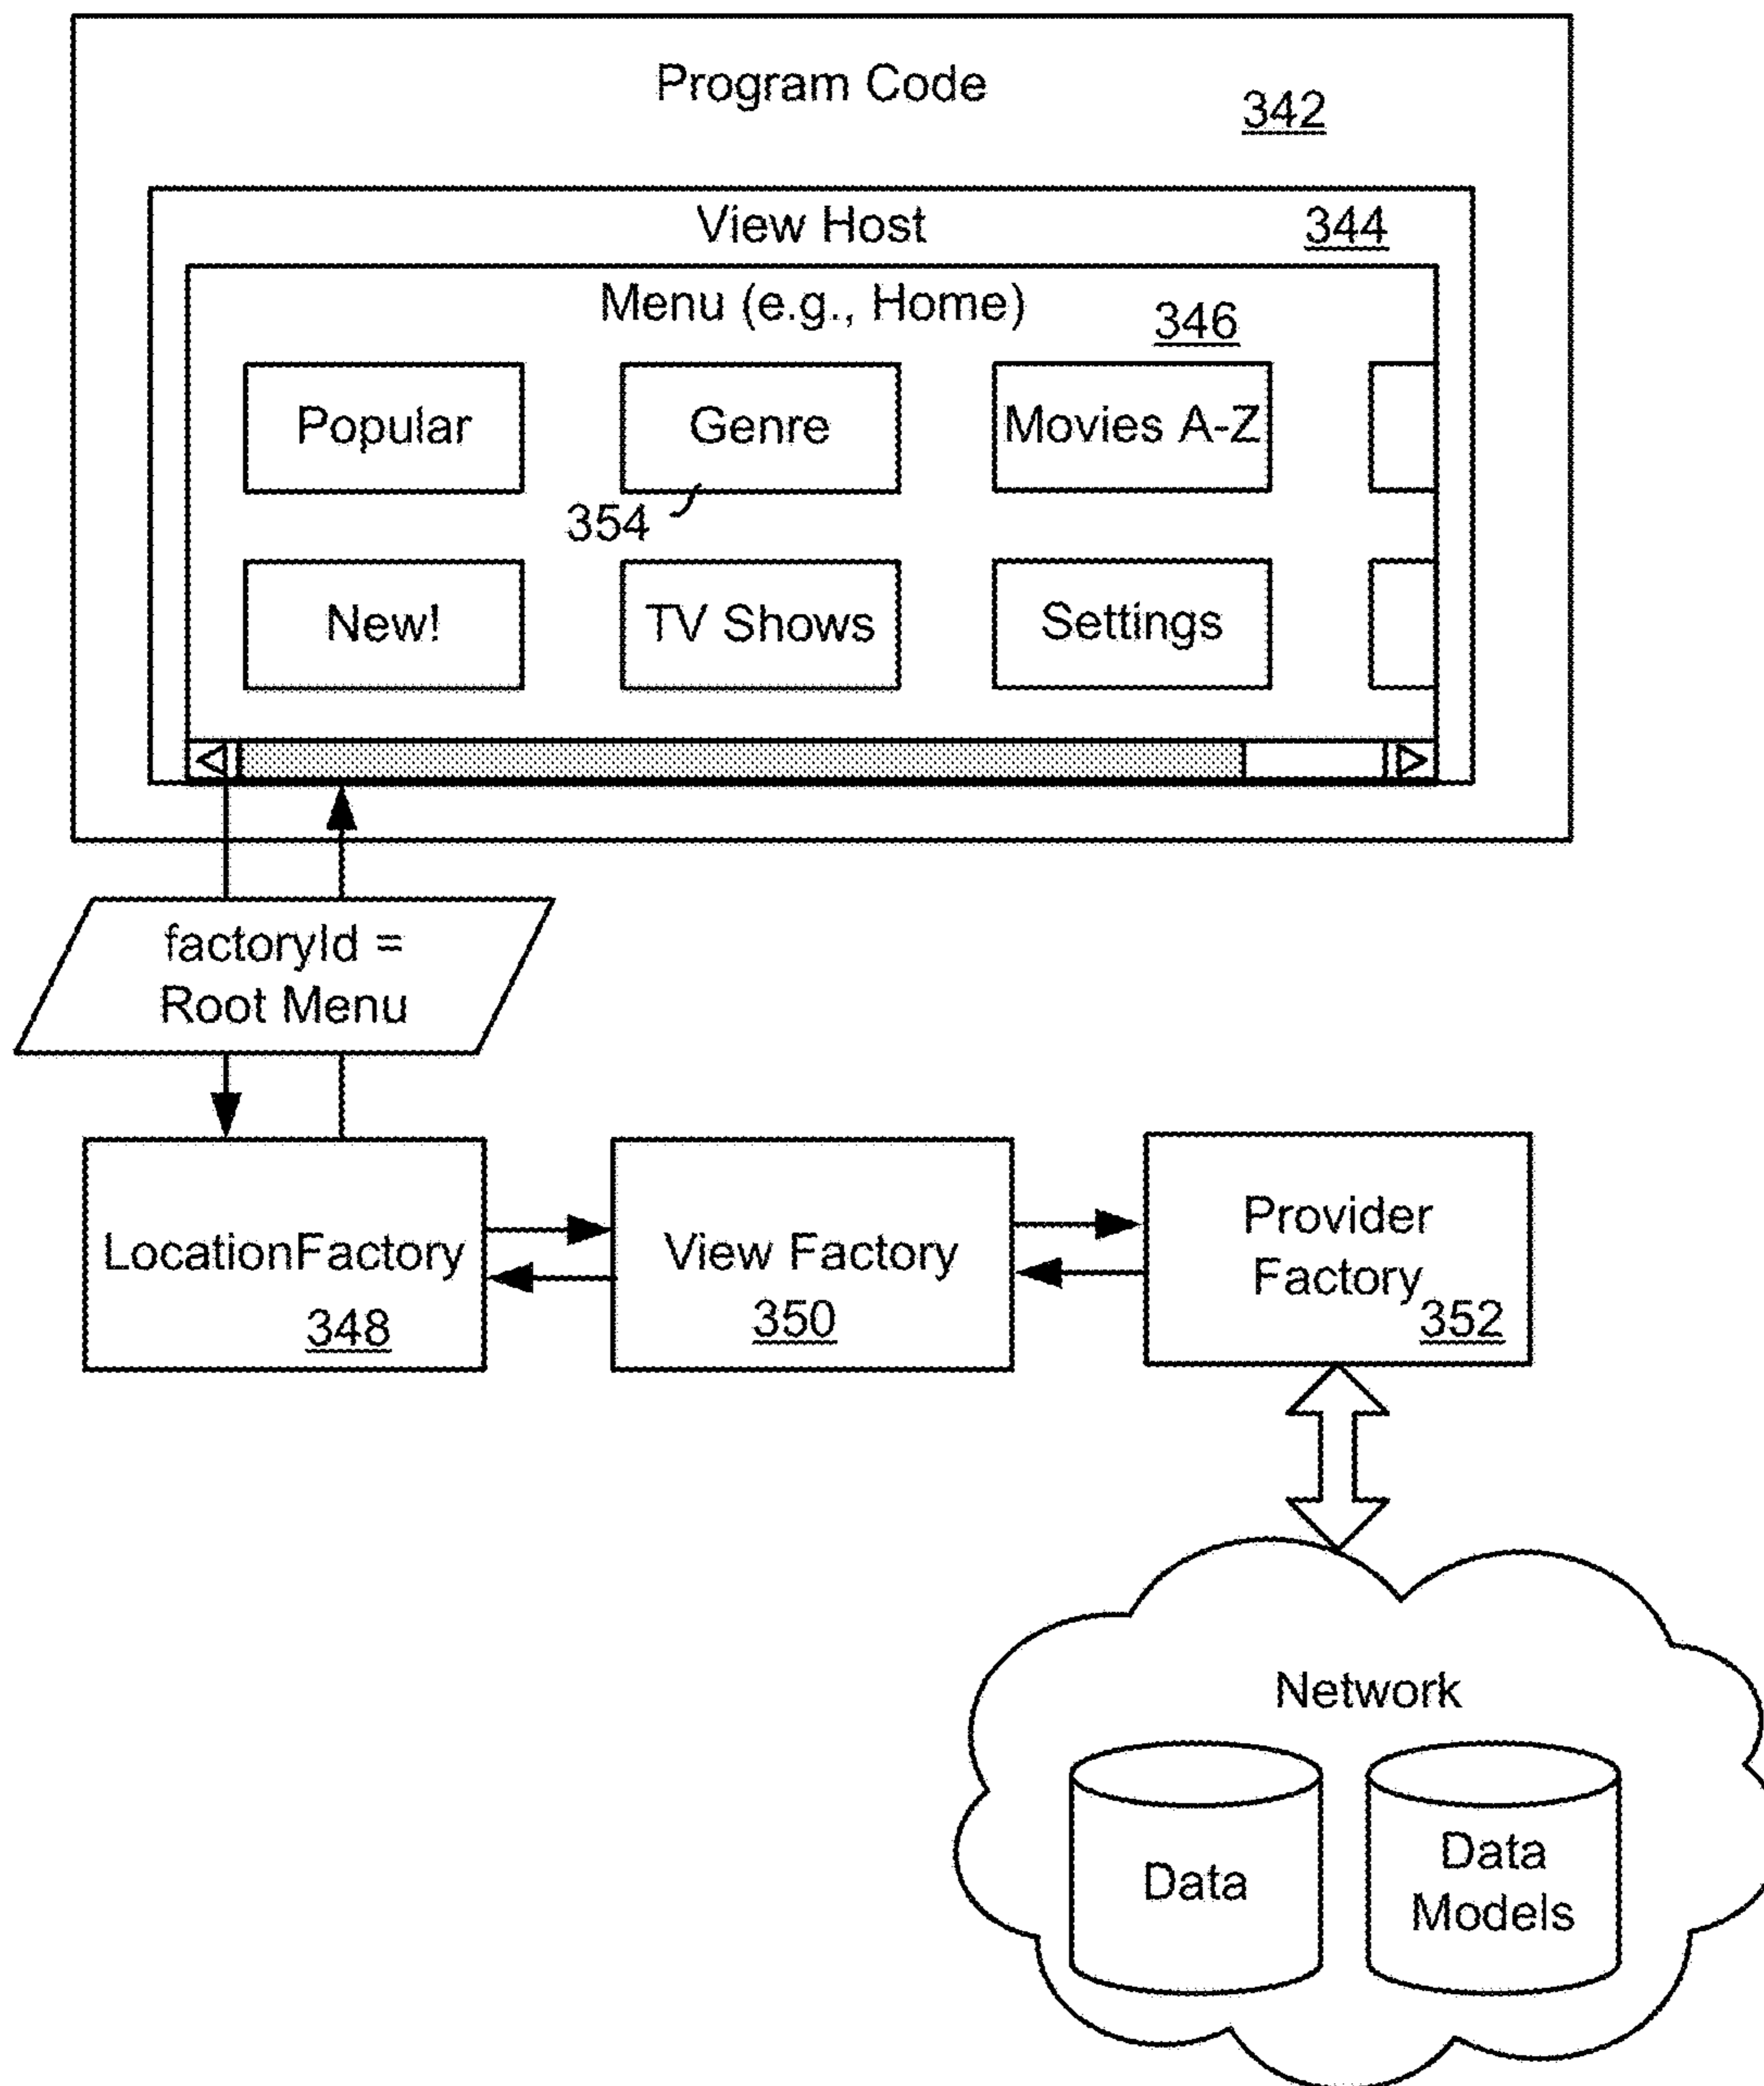 Program Code
342
View Host
344
Menu (e.g., Home)
346
Popular
Genre
Movies A-Z
354
New!
TV Shows
Settings
factoryId =
Root Menu
LocationFactory
348
View Factory
350
Provider
Factory
352
Network
Data
Data
Models